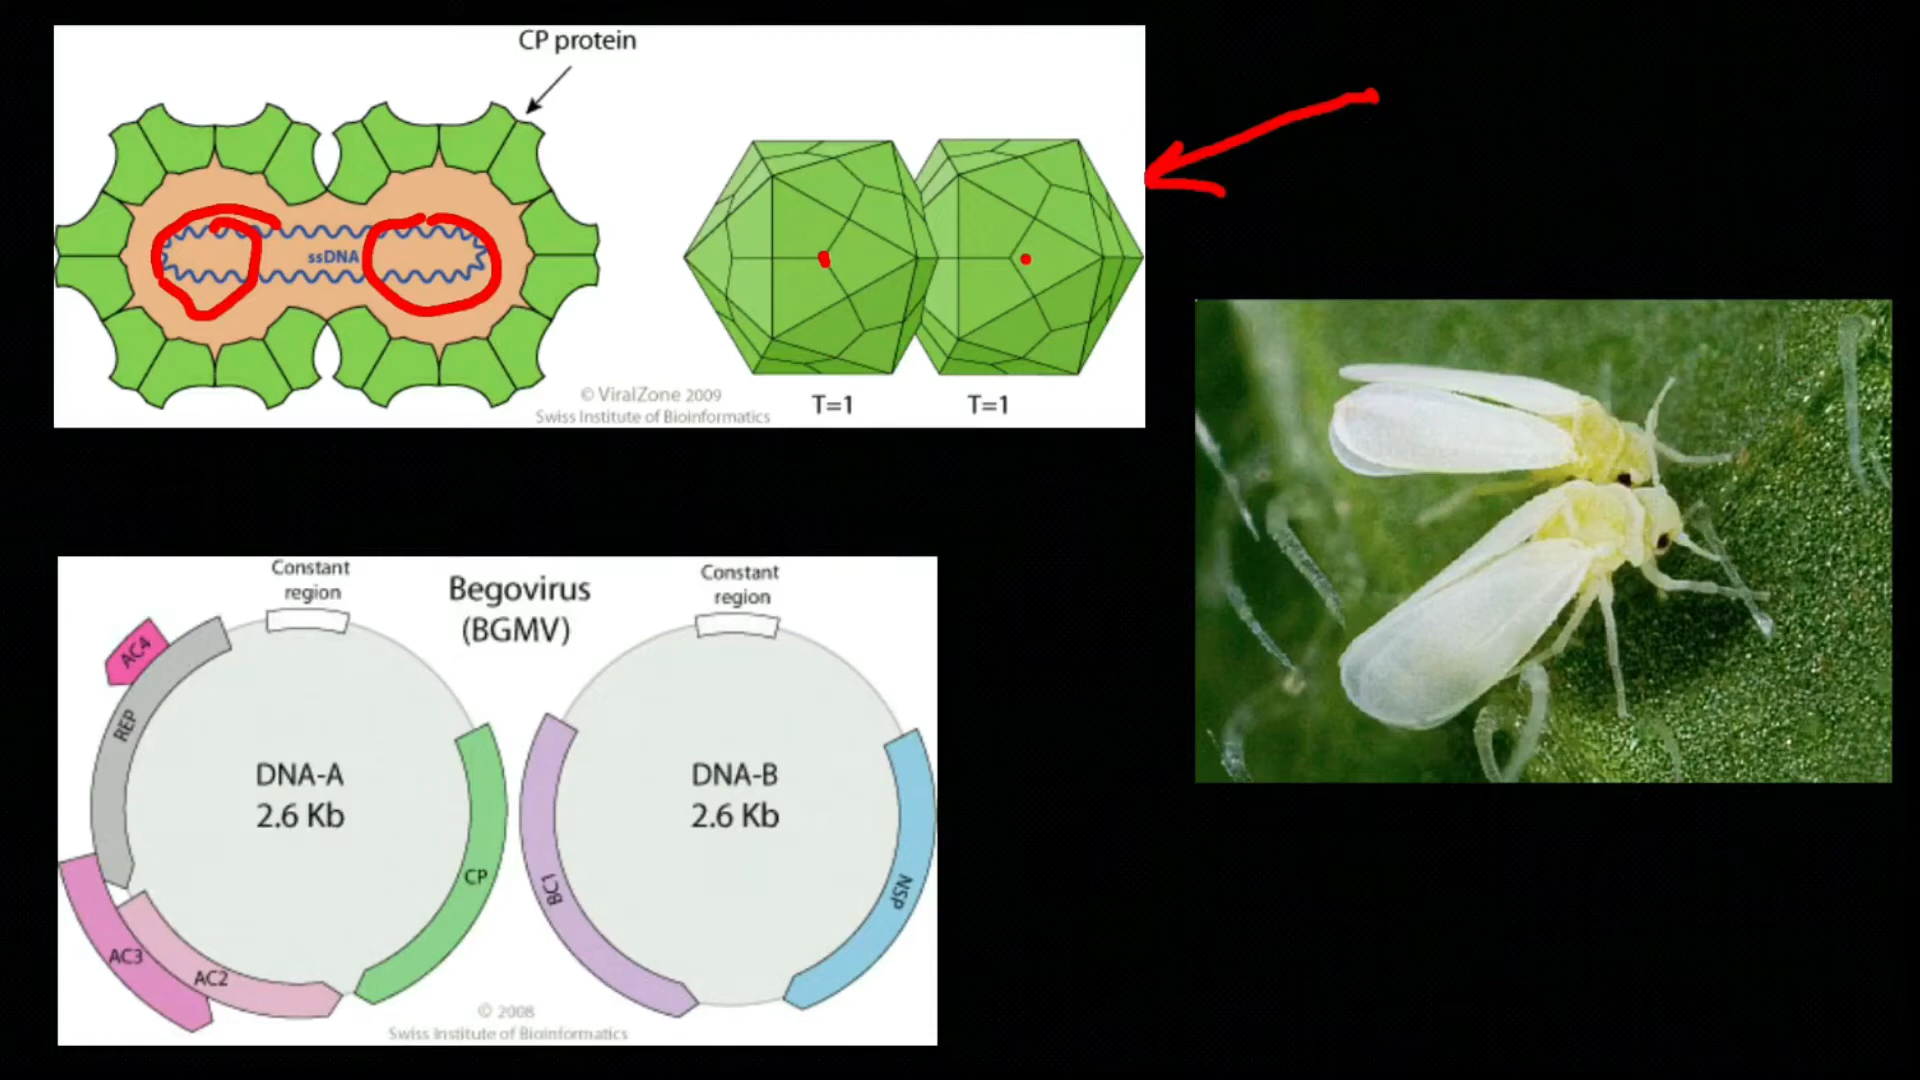 CP protein
ssDNA
© ViralZone 2009
Swiss Institute of Bioinformatics
T=1
T=1
Constant
region
Begovirus
(BGMV)
Constant
region
AC4
REP
DNA-A
2.6 Kb
CP
AC3
AC2
DNA-B
2.6 Kb
BC1
NSP
© 2008
Swiss Institute of Bioinformatics